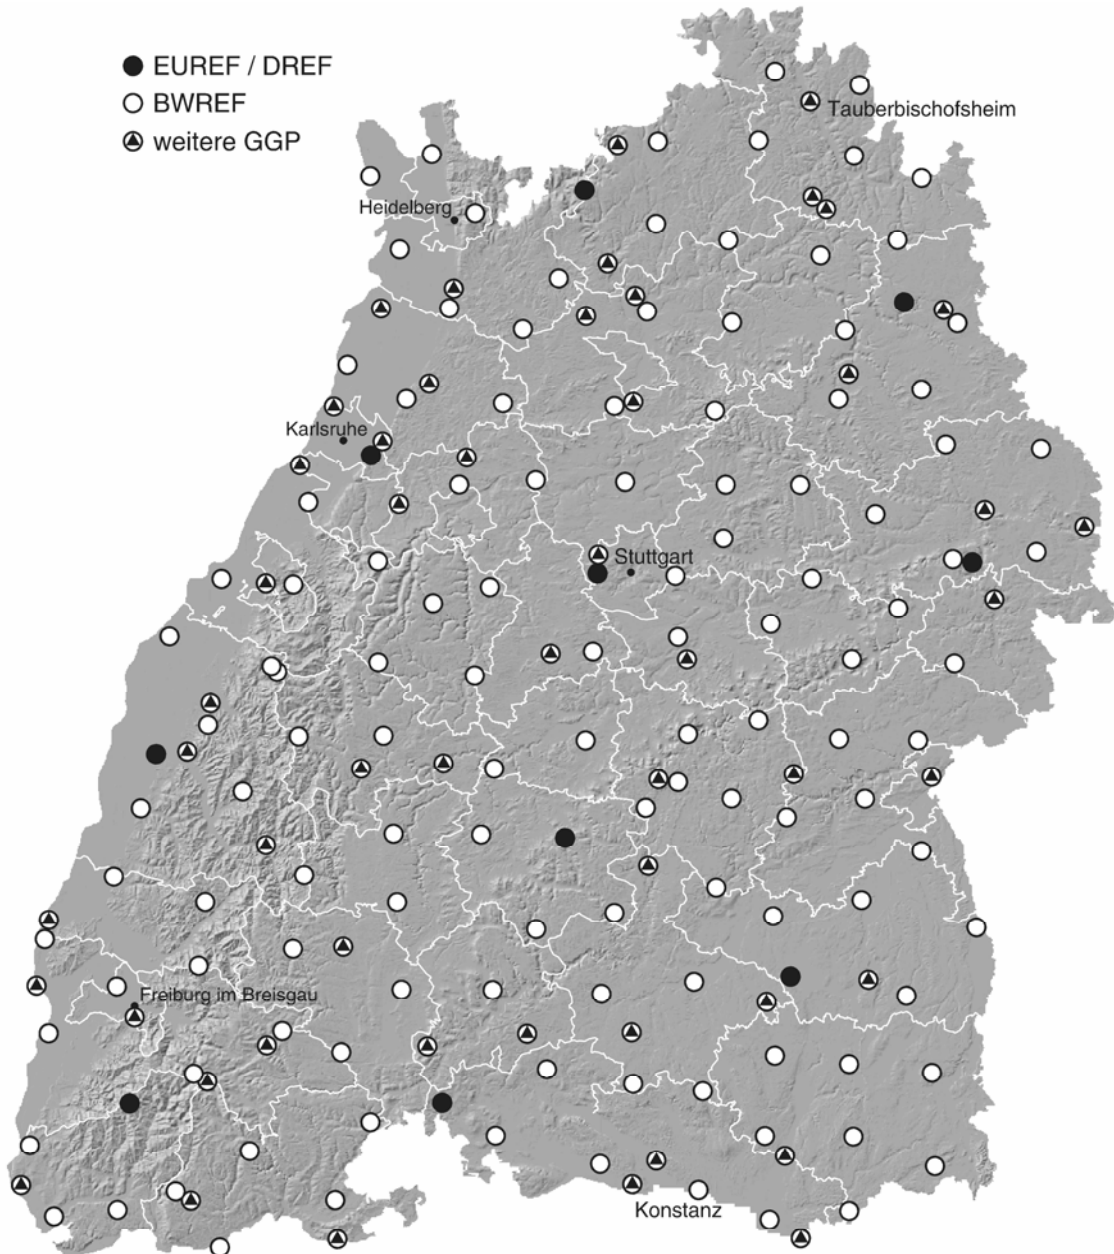 EUREF / DREF
BWREF
weitere GGP
Tauberbischofsheim
Heidelberg
Karlsruhe
Stuttgart
Freiburg im Breisgau
Konstanz